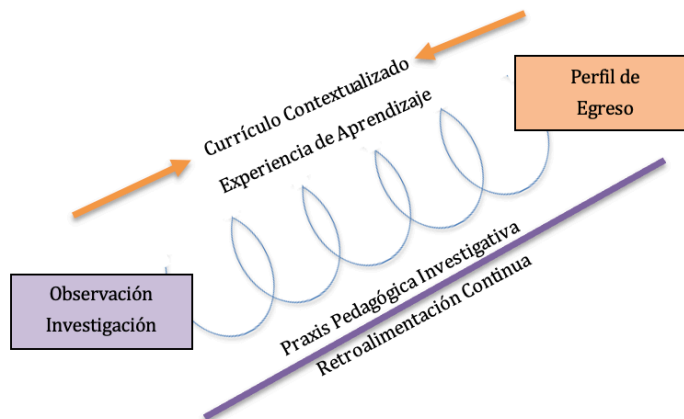 Currículo Contextualizado
Experiencia de Aprendizaje
Perfil de
Egreso
Observación
Investigación
Praxis Pedagógica Investigativa
Retroalimentación Continua